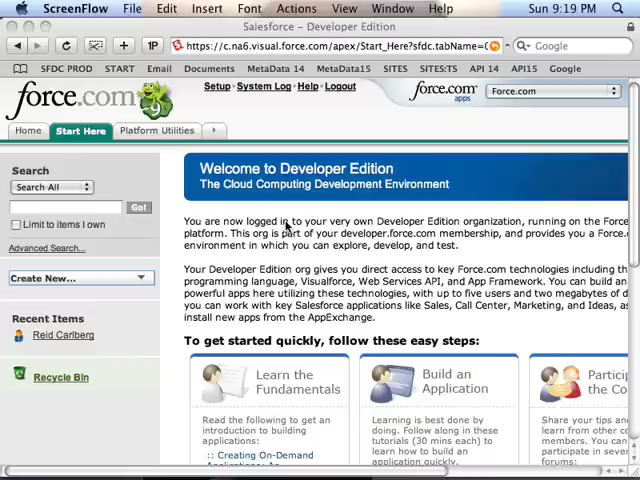 ScreenFlow File Edit Insert Font Actions View Window Help Sun 9:19 PM
Salesforce - Developer Edition
1P https://c.na6.visual.force.com/apex/Start_Here?sfdc.tabName= Google
SFDC PROD START Email Documents MetaData 14 MetaData15 SITES SITES:TS API 14 API15 Google
Setup System Log Help Logout
force.com force.com Force.com
apps
Home Start Here Platform Utilities
Search
Search All
Go!
Limit to items I own
Advanced Search...
Create New...
Recent Items
Reid Carlberg
Recycle Bin
Welcome to Developer Edition
The Cloud Computing Development Environment
You are now logged in to your very own Developer Edition organization, running on the Force
platform. This org is part of your developer.force.com membership, and provides you a Force.
environment in which you can explore, develop, and test.
Your Developer Edition org gives you direct access to key Force.com technologies including th
programming language, Visualforce, Web Services API, and App Framework. You can build an
powerful apps here utilizing these technologies, with up to five users and two megabytes of d
you can work with key Salesforce applications like Sales, Call Center, Marketing, and Ideas, as
install new apps from the AppExchange.
To get started quickly, follow these easy steps:
Learn the
Fundamentals
Read the following to get an
introduction to building
applications:
:: Creating On-Demand
Applications: An
Build an
Application
Learning is best done by
doing. Follow along these
tutorials (30 mins each) to
learn how to build an
application quickly.
Particip
the Co
Share your tips and
learn from other co
members. You can
participate in severa
forums.